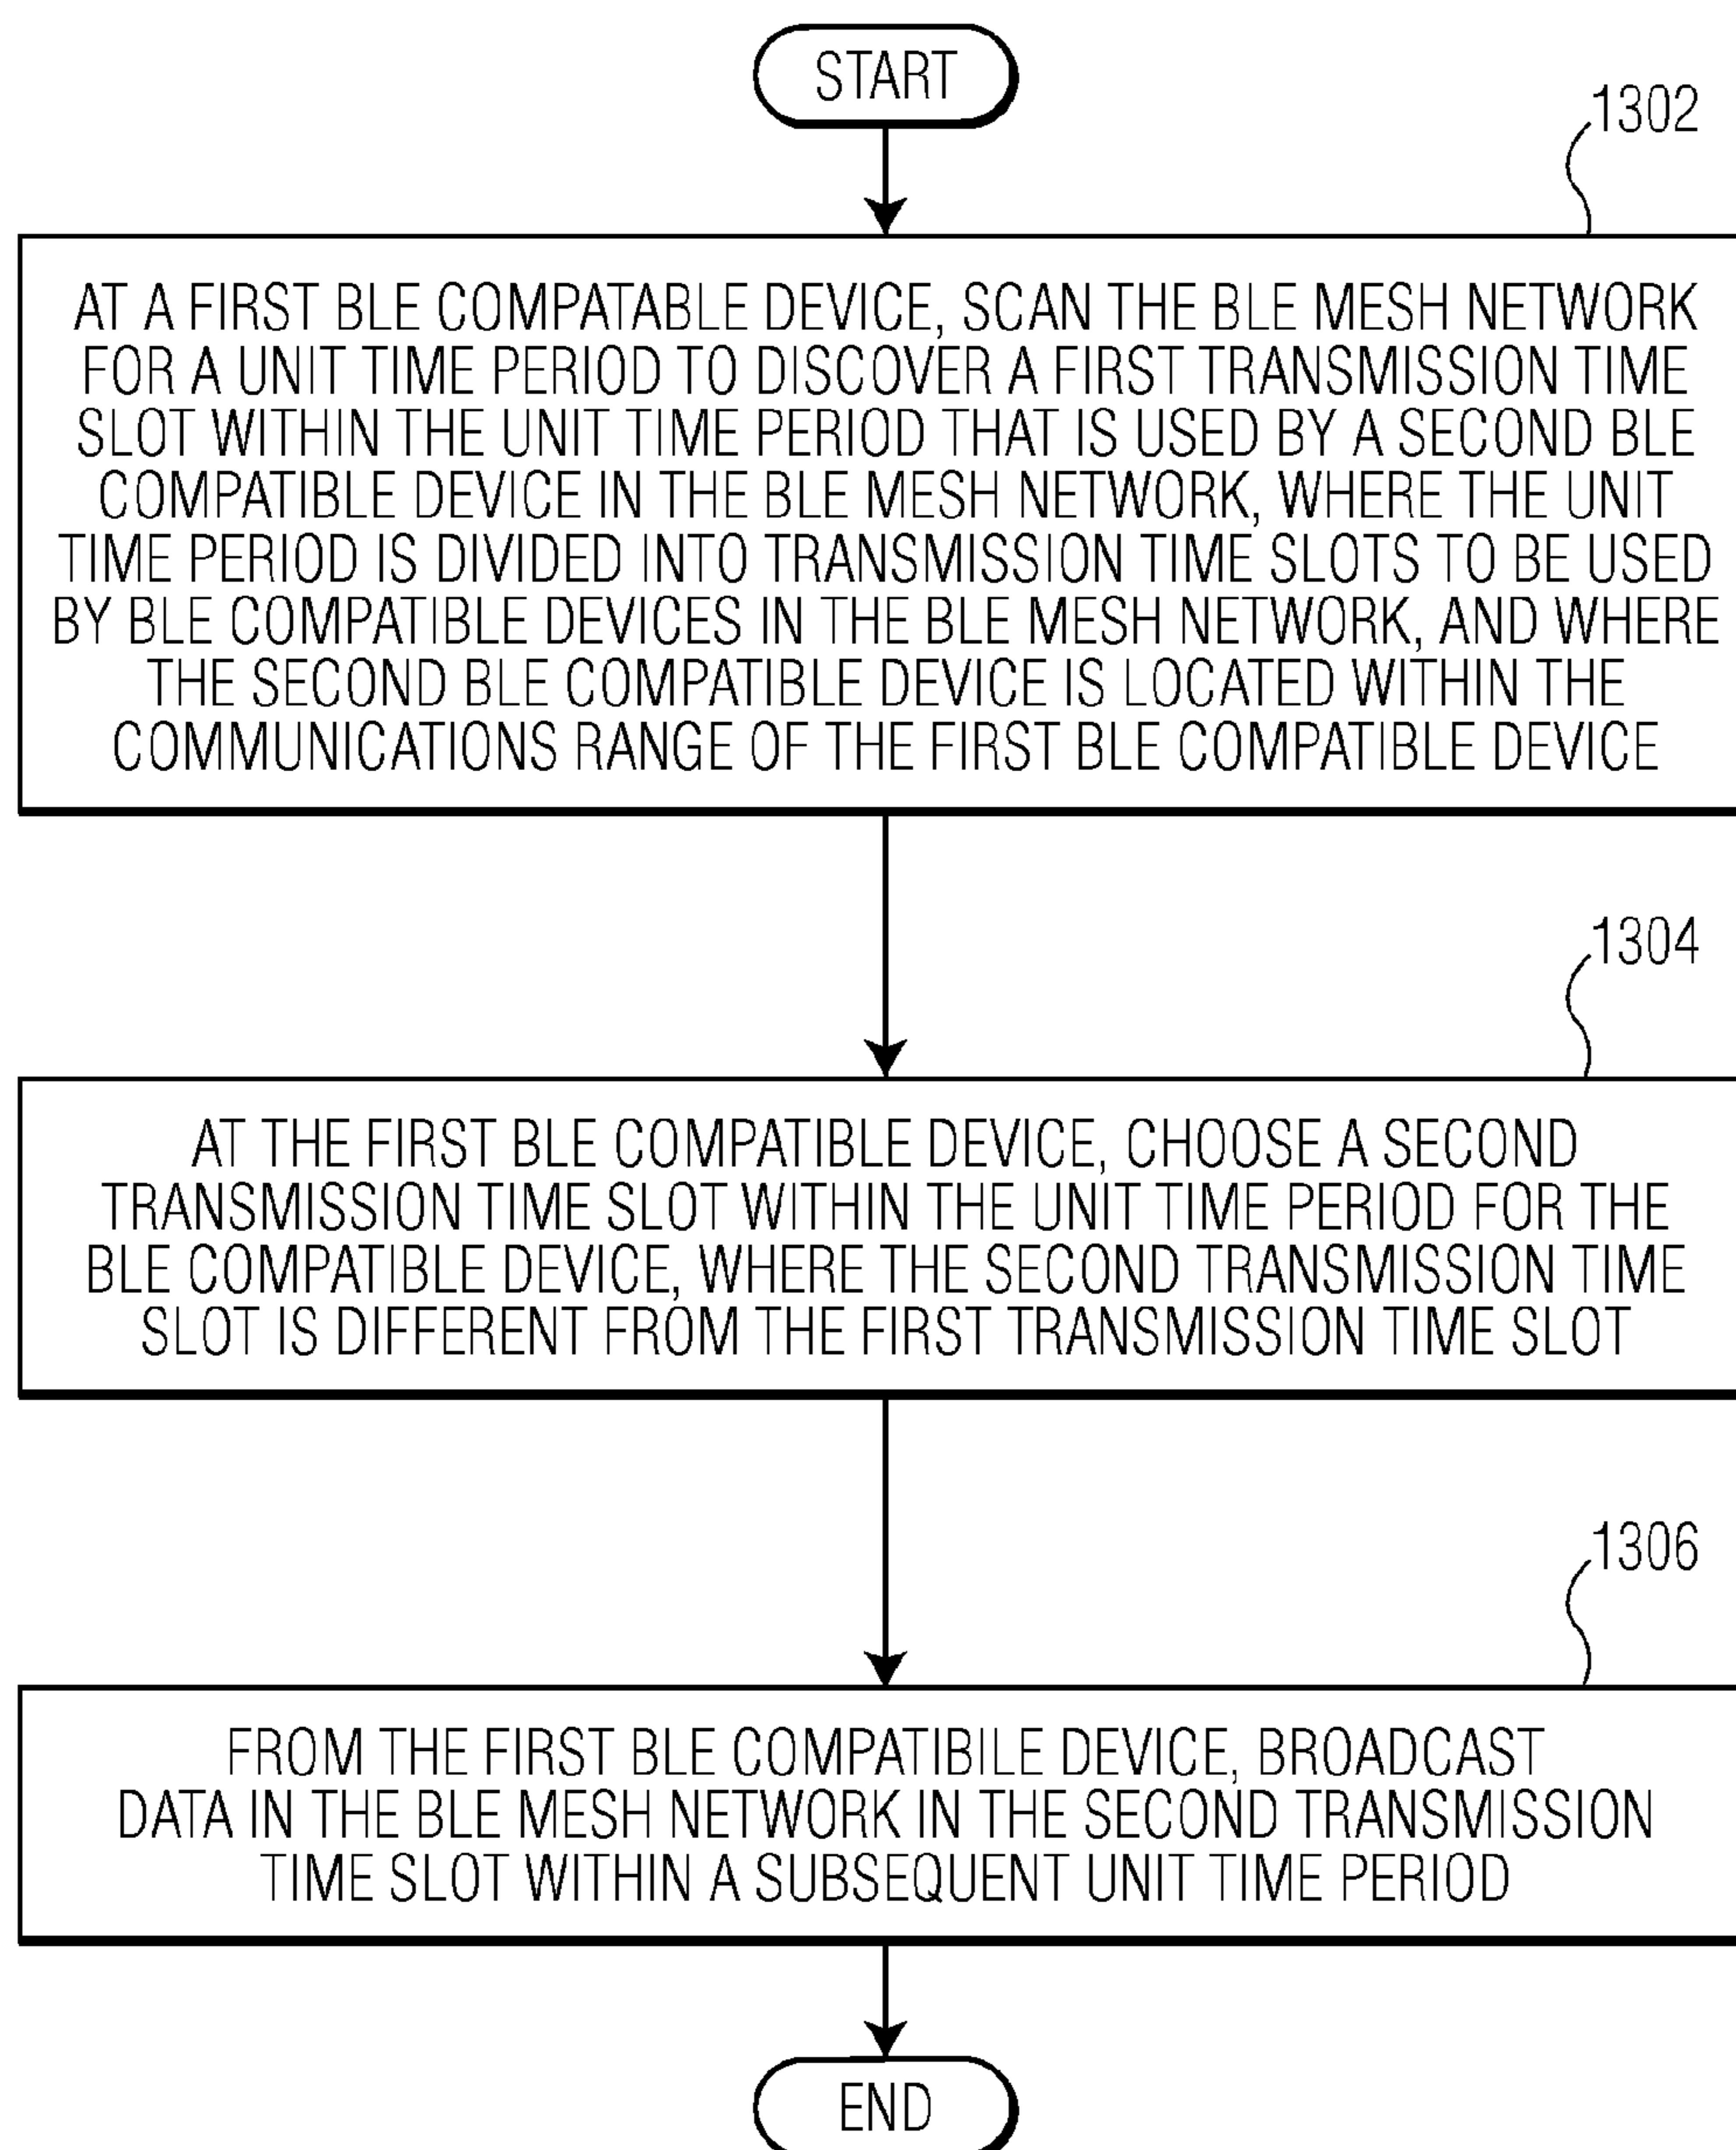 START
1302
AT A FIRST BLE COMPATABLE DEVICE, SCAN THE BLE MESH NETWORK
FOR A UNIT TIME PERIOD TO DISCOVER A FIRST TRANSMISSION TIME
SLOT WITHIN THE UNIT TIME PERIOD THAT IS USED BY A SECOND BLE
COMPATIBLE DEVICE IN THE BLE MESH NETWORK, WHERE THE UNIT
TIME PERIOD IS DIVIDED INTO TRANSMISSION TIME SLOTS TO BE USED
BY BLE COMPATIBLE DEVICES IN THE BLE MESH NETWORK, AND WHERE
THE SECOND BLE COMPATIBLE DEVICE IS LOCATED WITHIN THE
COMMUNICATIONS RANGE OF THE FIRST BLE COMPATIBLE DEVICE
1304
AT THE FIRST BLE COMPATIBLE DEVICE, CHOOSE A SECOND
TRANSMISSION TIME SLOT WITHIN THE UNIT TIME PERIOD FOR THE
BLE COMPATIBLE DEVICE, WHERE THE SECOND TRANSMISSION TIME
SLOT IS DIFFERENT FROM THE FIRST TRANSMISSION TIME SLOT
1306
FROM THE FIRST BLE COMPATIBILE DEVICE, BROADCAST
DATA IN THE BLE MESH NETWORK IN THE SECOND TRANSMISSION
TIME SLOT WITHIN A SUBSEQUENT UNIT TIME PERIOD
END